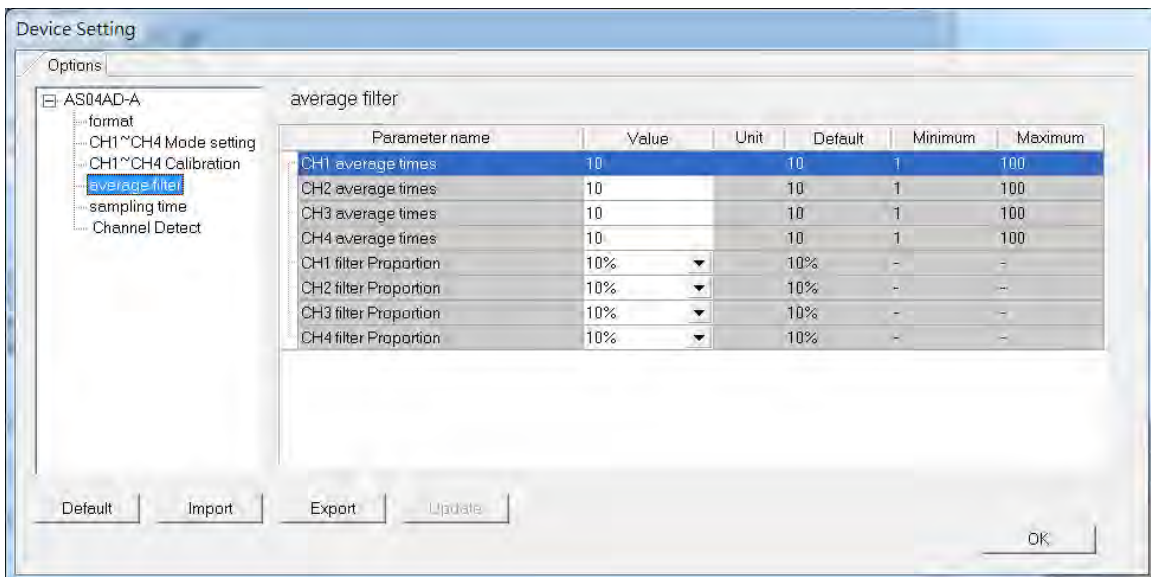 Device Setting
Options
AS04AD-A
format
CH1~CH4 Mode setting
CH1~CH4 Calibration
average filter
sampling time
Channel Detect
average filter
Parameter name Value Unit Default Minimum Maximum
CH1 average times 10 10 1 100
CH2 average times 10 10 1 100
CH3 average times 10 10 1 100
CH4 average times 10 10 1 100
CH1 filter Proportion 10% 10% - -
CH2 filter Proportion 10% 10% - -
CH3 filter Proportion 10% 10% - -
CH4 filter Proportion 10% 10% - -
Default Import Export Update
OK